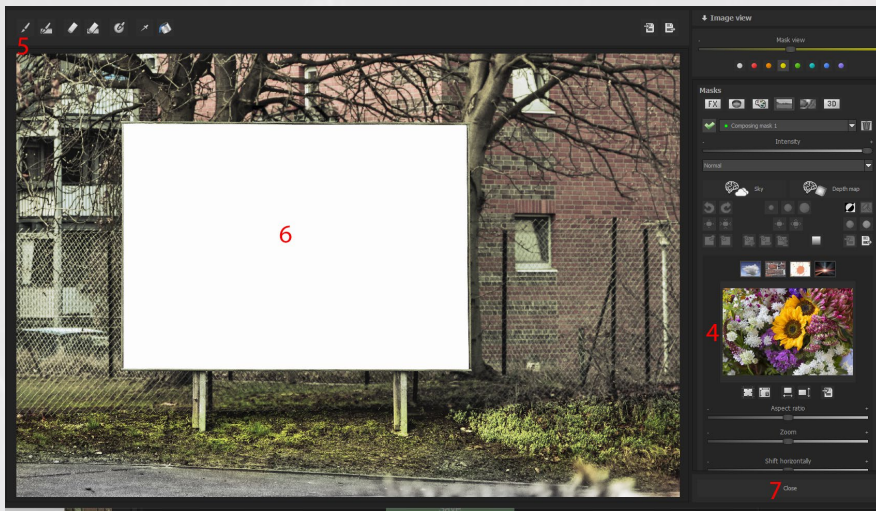 Image view
Mask view
Masks
FX 3D
Composing mask 1
Intensity
Normal
Sky Depth map
Aspect ratio
Zoom
Shift horizontally
Close
5
6
4
7